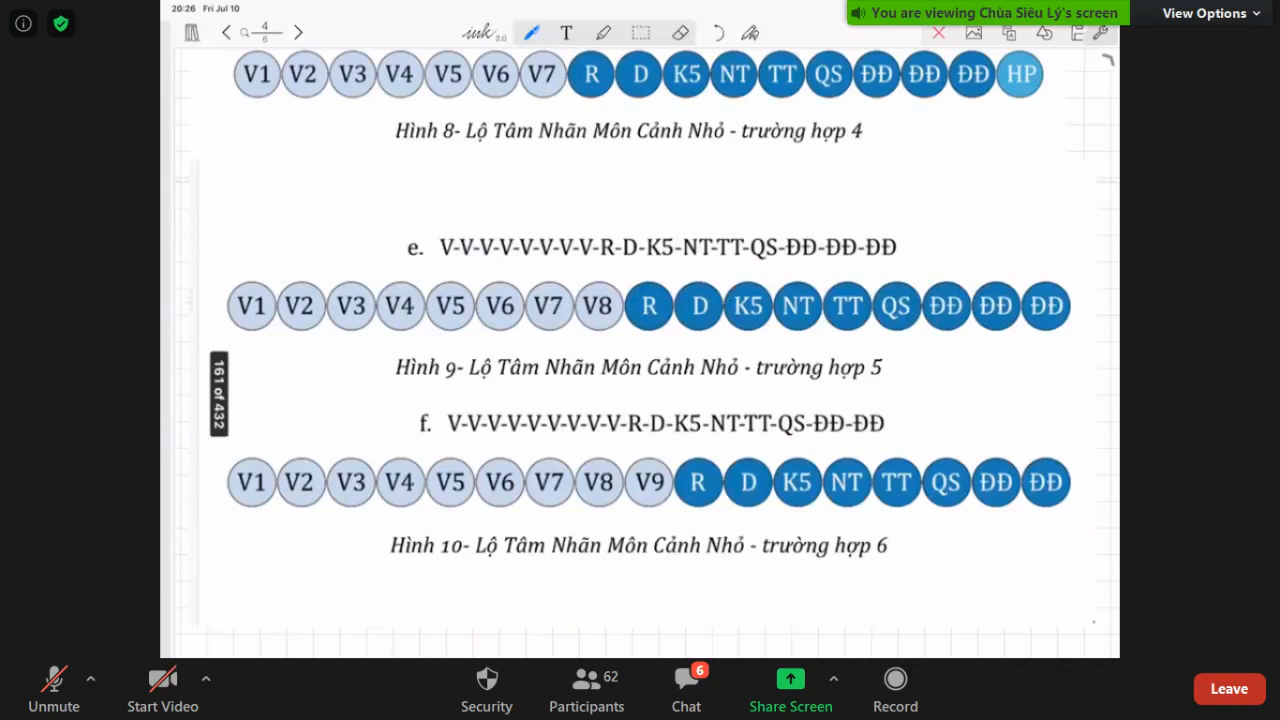 20:26 Fri Jul 10
You are viewing Chùa Siêu Lý's screen
View Options
4
6
ink 2.0
T
V1 V2 V3 V4 V5 V6 V7 R D K5 NT TT QS ĐĐ ĐĐ ĐĐ HP
Hình 8- Lộ Tâm Nhãn Môn Cảnh Nhỏ - trường hợp 4
e. V-V-V-V-V-V-V-V-R-D-K5-NT-TT-QS-ĐĐ-ĐĐ-ĐĐ
V1 V2 V3 V4 V5 V6 V7 V8 R D K5 NT TT QS ĐĐ ĐĐ ĐĐ
Hình 9- Lộ Tâm Nhãn Môn Cảnh Nhỏ - trường hợp 5
161 of 432
f. V-V-V-V-V-V-V-V-V-R-D-K5-NT-TT-QS-ĐĐ-ĐĐ
V1 V2 V3 V4 V5 V6 V7 V8 V9 R D K5 NT TT QS ĐĐ ĐĐ
Hình 10- Lộ Tâm Nhãn Môn Cảnh Nhỏ - trường hợp 6
62
6
Unmute
Start Video
Security
Participants
Chat
Share Screen
Record
Leave